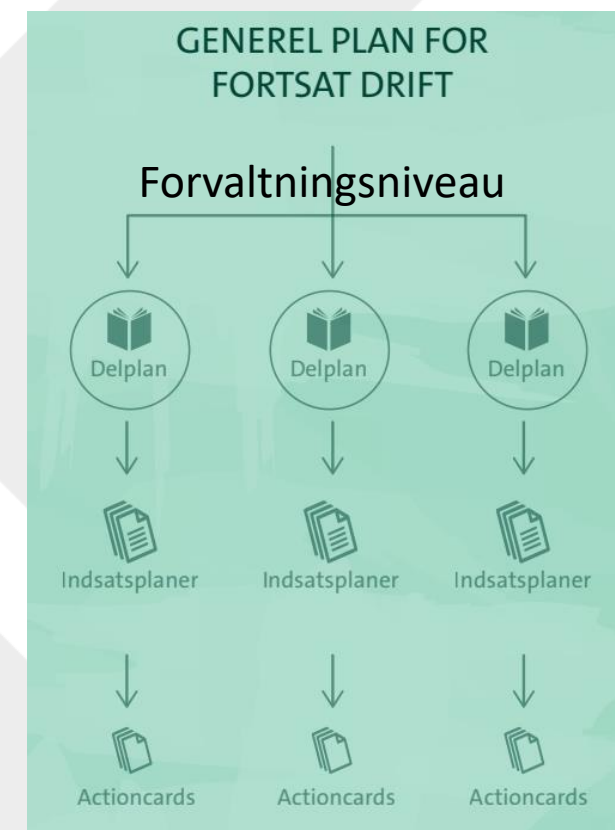 GENEREL PLAN FOR
FORTSAT DRIFT
Forvaltningsniveau
Delplan Delplan Delplan
Indsatsplaner Indsatsplaner Indsatsplaner
Actioncards Actioncards Actioncards